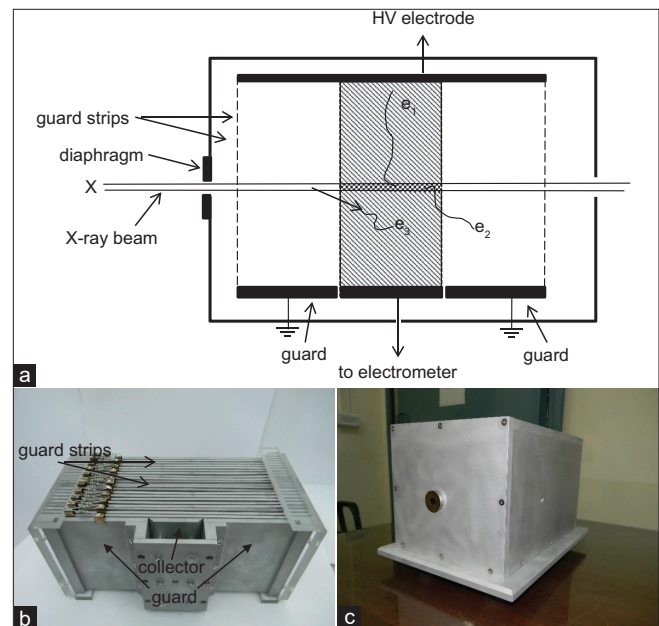 HV electrode
guard strips
diaphragm
X
X-ray beam
e1
e2
e3
guard
guard
to electrometer
a
guard strips
collector
guard
b
c